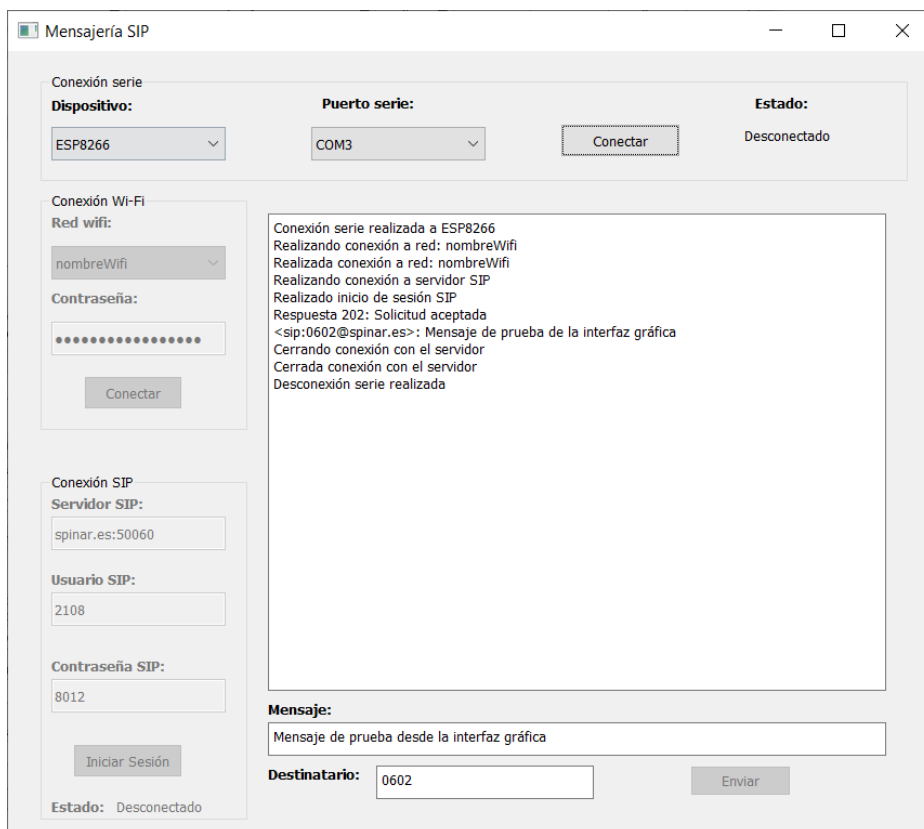 Mensajería SIP
Conexión serie
Dispositivo:
Puerto serie:
Estado:
ESP8266
COM3
Conectar
Desconectado
Conexión Wi-Fi
Red wifi:
nombreWifi
Contraseña:
•••••••••••••••••
Conectar
Conexión SIP
Servidor SIP:
spinar.es:50060
Usuario SIP:
2108
Contraseña SIP:
8012
Iniciar Sesión
Estado: Desconectado
Conexión serie realizada a ESP8266
Realizando conexión a red: nombreWifi
Realizada conexión a red: nombreWifi
Realizando conexión a servidor SIP
Realizado inicio de sesión SIP
Respuesta 202: Solicitud aceptada
<sip:0602@spinar.es>: Mensaje de prueba de la interfaz gráfica
Cerrando conexión con el servidor
Cerrada conexión con el servidor
Desconexión serie realizada
Mensaje:
Mensaje de prueba desde la interfaz gráfica
Destinatario:
0602
Enviar